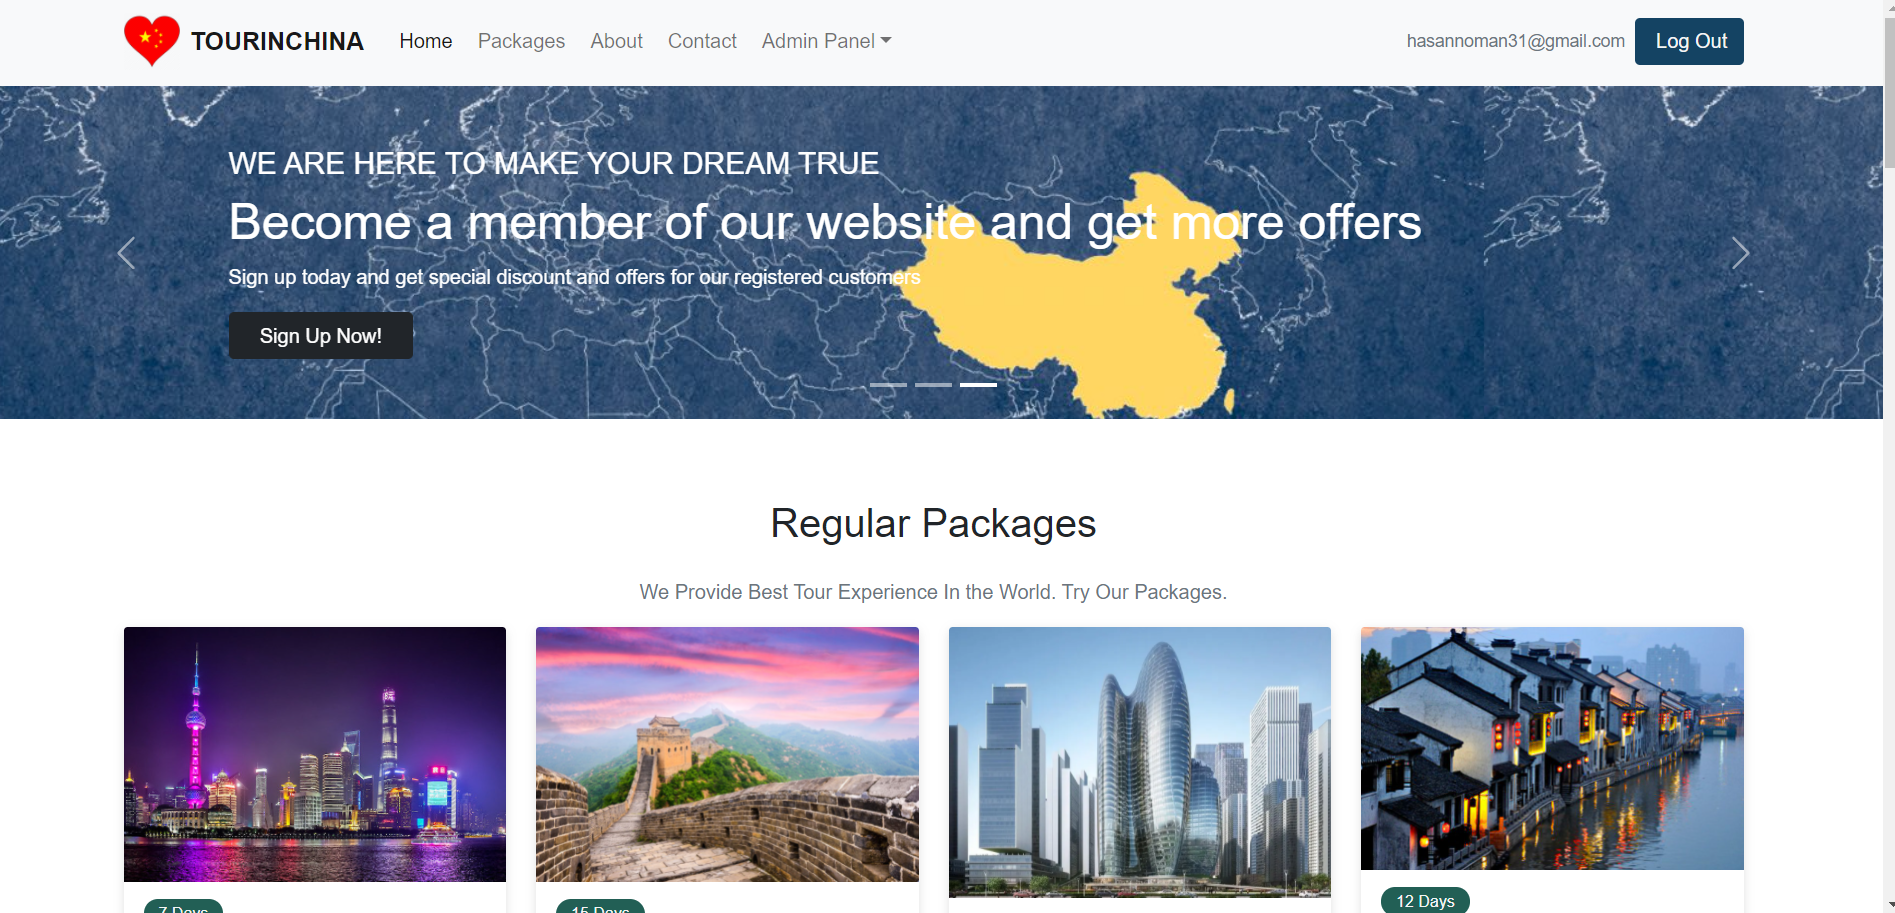 TOURINCHINA Home Packages About Contact Admin Panel hasannoman31@gmail.com Log Out
WE ARE HERE TO MAKE YOUR DREAM TRUE
Become a member of our website and get more offers
Sign up today and get special discount and offers for our registered customers
Sign Up Now!
Regular Packages
We Provide Best Tour Experience In the World. Try Our Packages.
7 Days
15 Days
12 Days